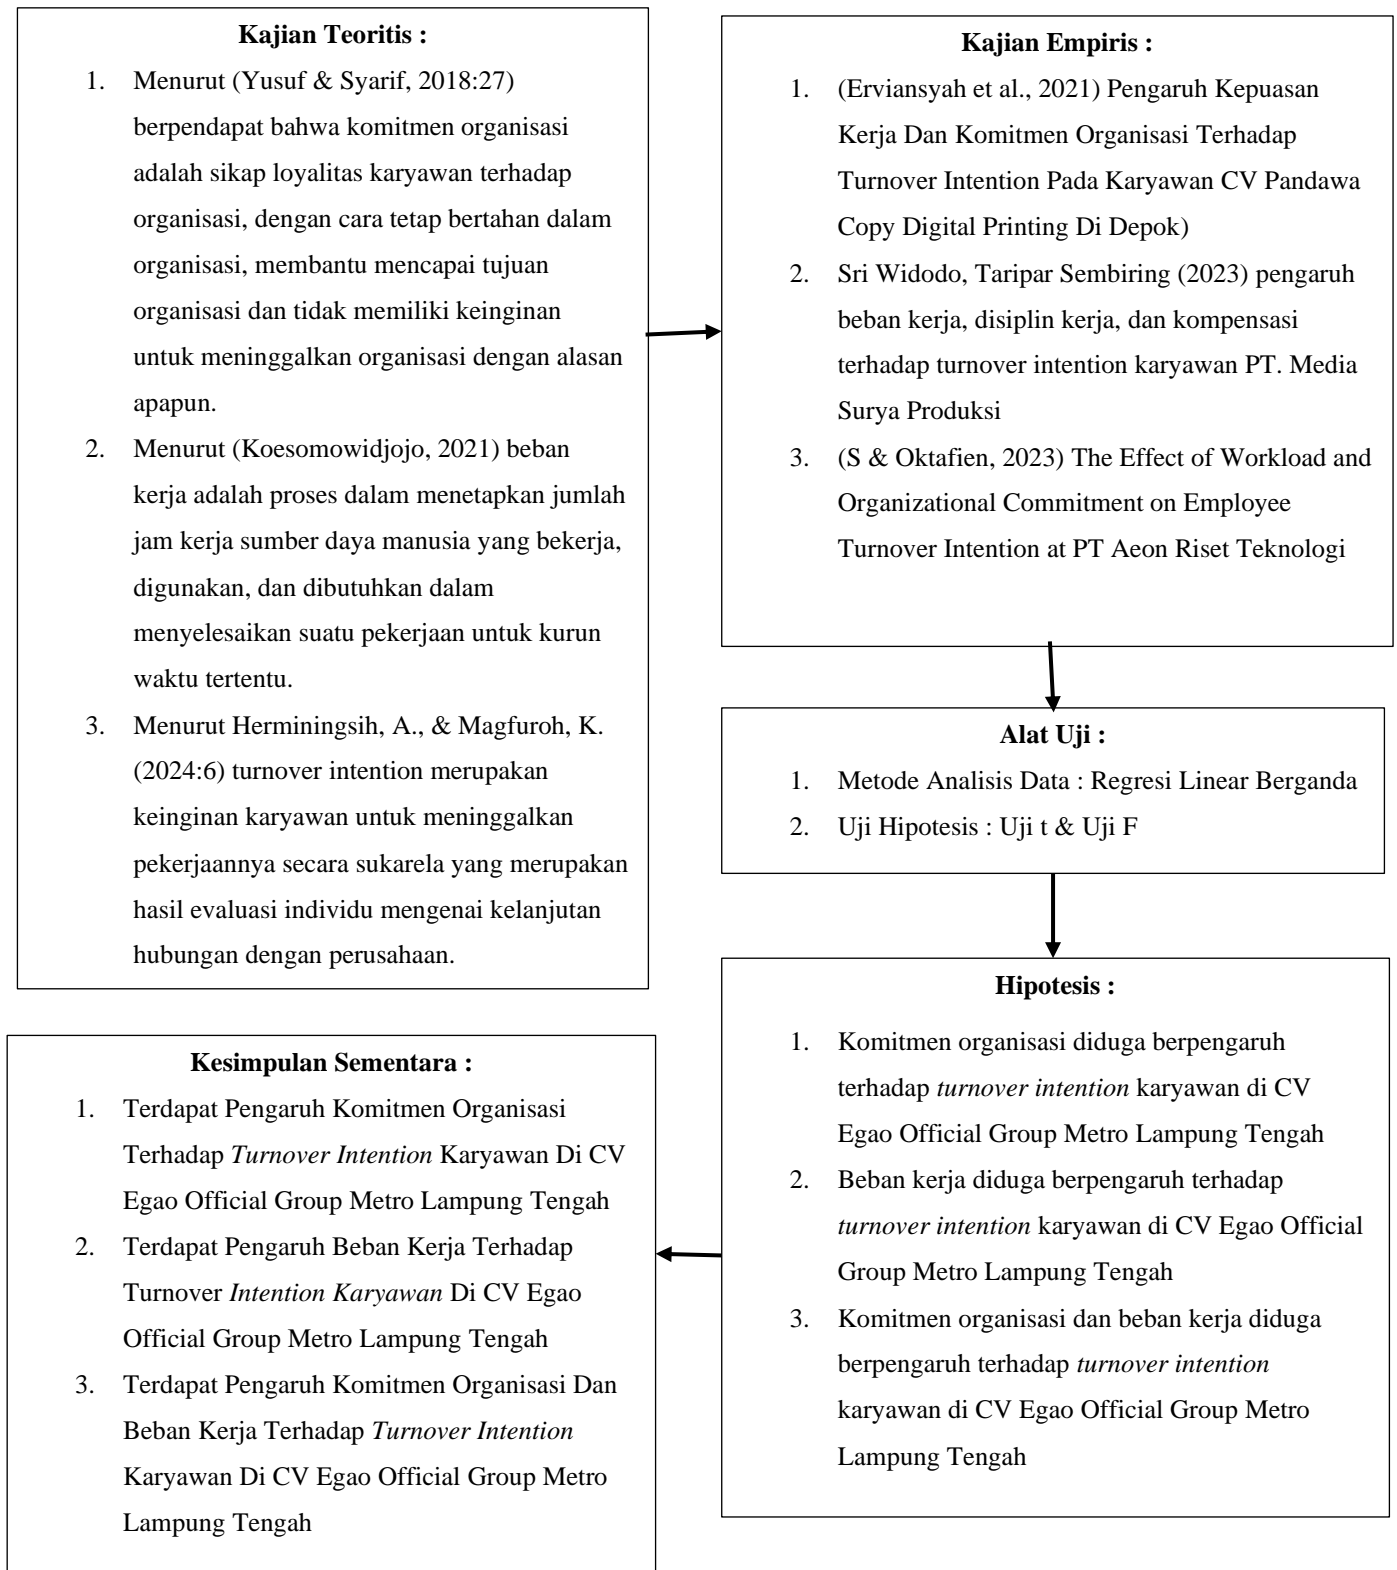 Kajian Teoritis :
1. Menurut (Yusuf & Syarif, 2018:27)
berpendapat bahwa komitmen organisasi
adalah sikap loyalitas karyawan terhadap
organisasi, dengan cara tetap bertahan dalam
organisasi, membantu mencapai tujuan
organisasi dan tidak memiliki keinginan
untuk meninggalkan organisasi dengan alasan
apapun.
2. Menurut (Koesomowidjojo, 2021) beban
kerja adalah proses dalam menetapkan jumlah
jam kerja sumber daya manusia yang bekerja,
digunakan, dan dibutuhkan dalam
menyelesaikan suatu pekerjaan untuk kurun
waktu tertentu.
3. Menurut Herminingsih, A., & Magfuroh, K.
(2024:6) turnover intention merupakan
keinginan karyawan untuk meninggalkan
pekerjaannya secara sukarela yang merupakan
hasil evaluasi individu mengenai kelanjutan
hubungan dengan perusahaan.
Kajian Empiris :
1. (Erviansyah et al., 2021) Pengaruh Kepuasan
Kerja Dan Komitmen Organisasi Terhadap
Turnover Intention Pada Karyawan CV Pandawa
Copy Digital Printing Di Depok)
2. Sri Widodo, Taripar Sembiring (2023) pengaruh
beban kerja, disiplin kerja, dan kompensasi
terhadap turnover intention karyawan PT. Media
Surya Produksi
3. (S & Oktafien, 2023) The Effect of Workload and
Organizational Commitment on Employee
Turnover Intention at PT Aeon Riset Teknologi
Alat Uji :
1. Metode Analisis Data : Regresi Linear Berganda
2. Uji Hipotesis : Uji t & Uji F
Hipotesis :
1. Komitmen organisasi diduga berpengaruh
terhadap turnover intention karyawan di CV
Egao Official Group Metro Lampung Tengah
2. Beban kerja diduga berpengaruh terhadap
turnover intention karyawan di CV Egao Official
Group Metro Lampung Tengah
3. Komitmen organisasi dan beban kerja diduga
berpengaruh terhadap turnover intention
karyawan di CV Egao Official Group Metro
Lampung Tengah
Kesimpulan Sementara :
1. Terdapat Pengaruh Komitmen Organisasi
Terhadap Turnover Intention Karyawan Di CV
Egao Official Group Metro Lampung Tengah
2. Terdapat Pengaruh Beban Kerja Terhadap
Turnover Intention Karyawan Di CV Egao
Official Group Metro Lampung Tengah
3. Terdapat Pengaruh Komitmen Organisasi Dan
Beban Kerja Terhadap Turnover Intention
Karyawan Di CV Egao Official Group Metro
Lampung Tengah